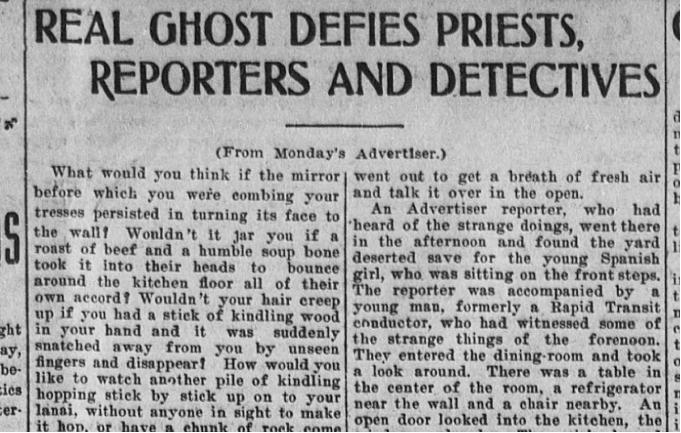 REAL GHOST DEFIES PRIESTS,
REPORTERS AND DETECTIVES
(From Monday's Advertiser.)
What would you think if the mirror
before which you were combing your
tresses persisted in turning its face to
the wall? Wouldn't it jar you if a
roast of beef and a humble soup bone
took it into their heads to bounce
around the kitchen floor all of their
own accord? Wouldn't your hair creep
up if you had a stick of kindling wood
in your hand and it was suddenly
snatched away from you by unseen
fingers and disappear? How would you
like to watch another pile of kindling
hopping stick by stick up on to your
lanai, without anyone in sight to make
it hop, or have a chunk of rock come
went out to get a breath of fresh air
and talk it over in the open.
An Advertiser reporter, who had
heard of the strange doings, went there
in the afternoon and found the yard
deserted save for the young Spanish
girl, who was sitting on the front steps.
The reporter was accompanied by a
young man, formerly a Rapid Transit
conductor, who had witnessed some of
the strange things of the forenoon.
They entered the dining-room and took
a look around. There was a table in
the center of the room, a refrigerator
near the wall and a chair nearby. An
open door looked into the kitchen, the